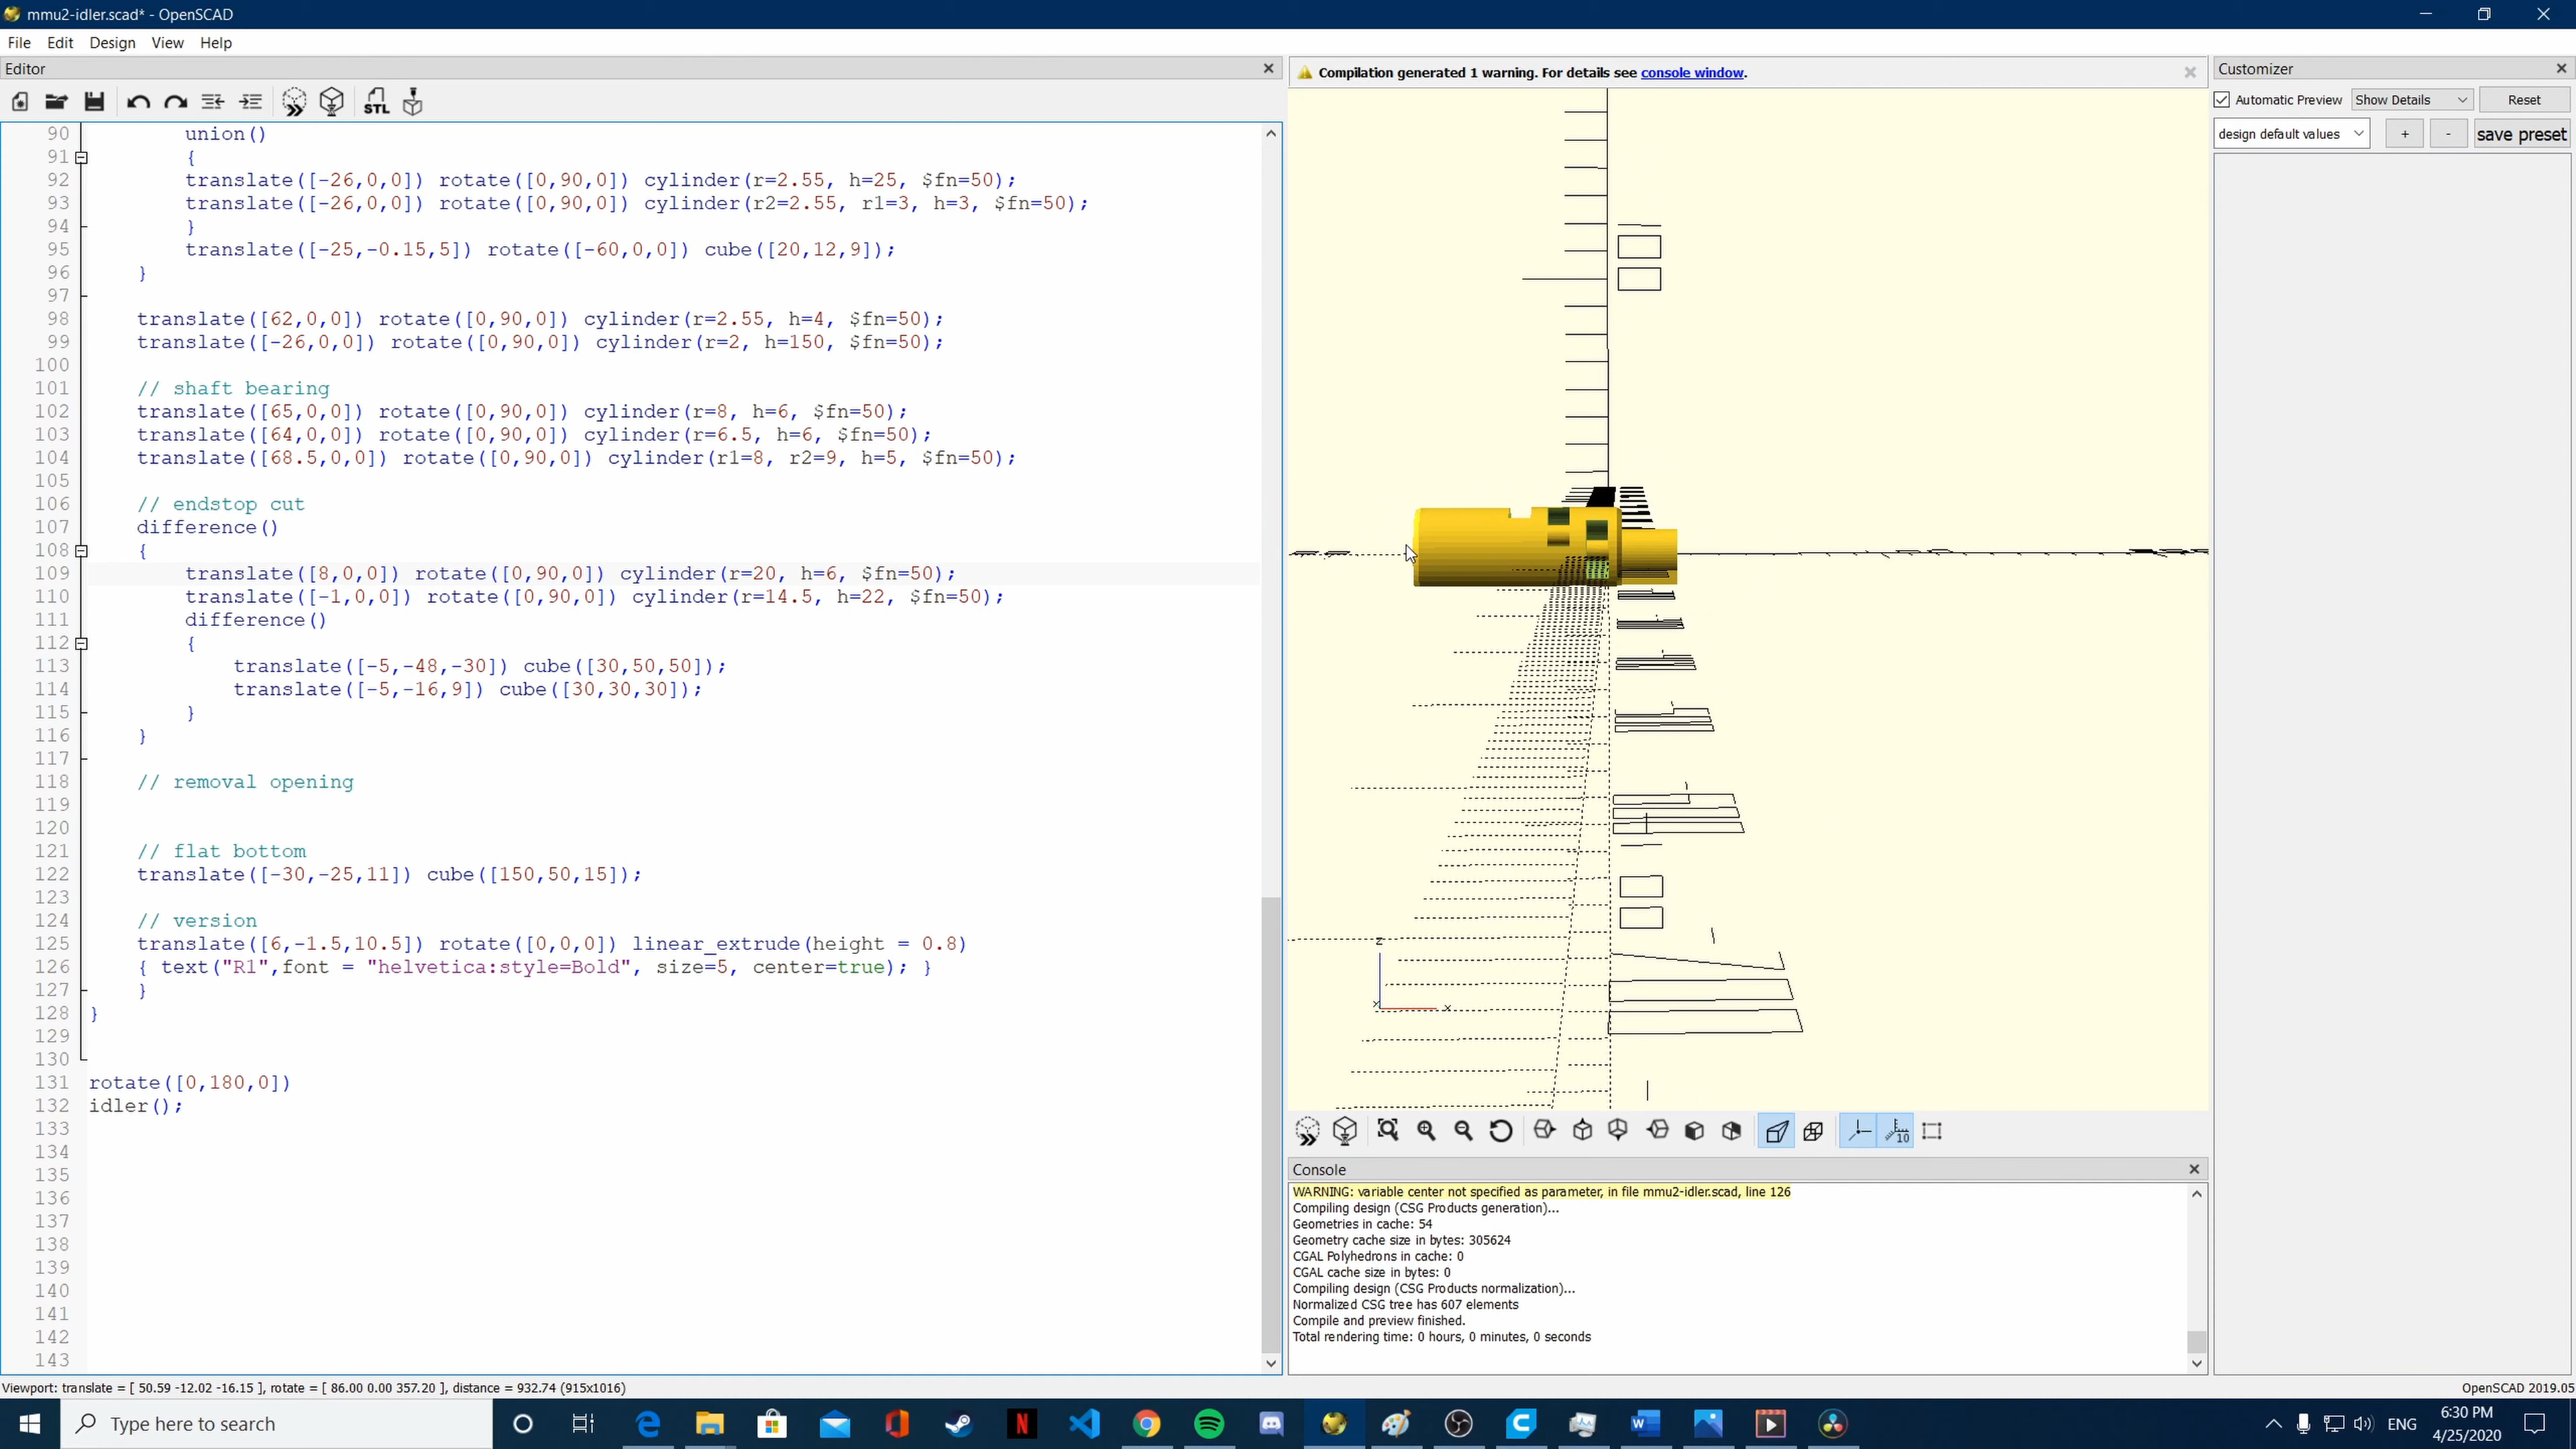 mmu2-idler.scad* - OpenSCAD
File Edit Design View Help
Editor
STL
90 union()
91 {
92 translate([-26,0,0]) rotate([0,90,0]) cylinder(r=2.55, h=25, $fn=50);
93 translate([-26,0,0]) rotate([0,90,0]) cylinder(r2=2.55, r1=3, h=3, $fn=50);
94 }
95 translate([-25,-0.15,5]) rotate([-60,0,0]) cube([20,12,9]);
96 }
97
98 translate([62,0,0]) rotate([0,90,0]) cylinder(r=2.55, h=4, $fn=50);
99 translate([-26,0,0]) rotate([0,90,0]) cylinder(r=2, h=150, $fn=50);
100
101 // shaft bearing
102 translate([65,0,0]) rotate([0,90,0]) cylinder(r=8, h=6, $fn=50);
103 translate([64,0,0]) rotate([0,90,0]) cylinder(r=6.5, h=6, $fn=50);
104 translate([68.5,0,0]) rotate([0,90,0]) cylinder(r1=8, r2=9, h=5, $fn=50);
105
106 // endstop cut
107 difference()
108 {
109 translate([8,0,0]) rotate([0,90,0]) cylinder(r=20, h=6, $fn=50);
110 translate([-1,0,0]) rotate([0,90,0]) cylinder(r=14.5, h=22, $fn=50);
111 difference()
112 {
113 translate([-5,-48,-30]) cube([30,50,50]);
114 translate([-5,-16,9]) cube([30,30,30]);
115 }
116 }
117
118 // removal opening
119
120
121 // flat bottom
122 translate([-30,-25,11]) cube([150,50,15]);
123
124 // version
125 translate([6,-1.5,10.5]) rotate([0,0,0]) linear_extrude(height = 0.8)
126 { text("R1",font = "helvetica:style=Bold", size=5, center=true); }
127 }
128 }
129
130
131 rotate([0,180,0])
132 idler();
133
134
135
136
137
138
139
140
141
142
143
Compilation generated 1 warning. For details see console window.
z
x
10
Console
WARNING: variable center not specified as parameter, in file mmu2-idler.scad, line 126
Compiling design (CSG Products generation)...
Geometries in cache: 54
Geometry cache size in bytes: 305624
CGAL Polyhedrons in cache: 0
CGAL cache size in bytes: 0
Compiling design (CSG Products normalization)...
Normalized CSG tree has 607 elements
Compile and preview finished.
Total rendering time: 0 hours, 0 minutes, 0 seconds
Customizer
Automatic Preview Show Details Reset
design default values + - save preset
Viewport: translate = [ 50.59 -12.02 -16.15 ], rotate = [ 86.00 0.00 357.20 ], distance = 932.74 (915x1016)
OpenSCAD 2019.05
Type here to search
ENG
6:30 PM
4/25/2020